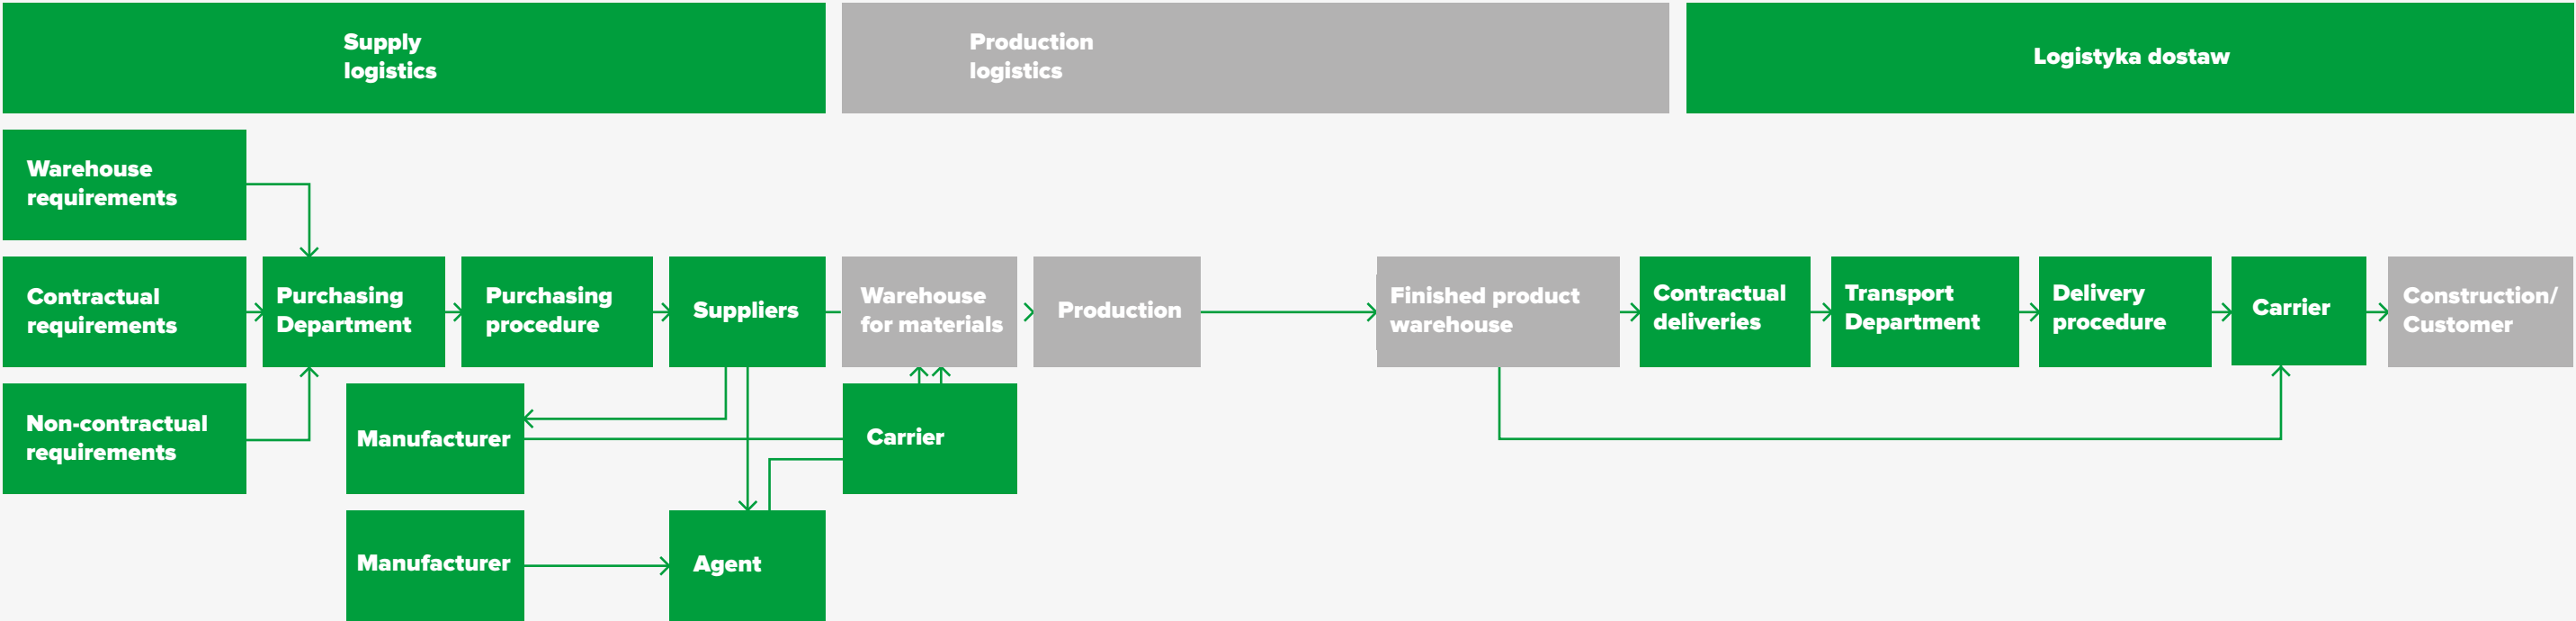 Supply
logistics
Production
logistics
Logistyka dostaw
Warehouse
requirements
Contractual
requirements
Purchasing
Department
Purchasing
procedure
Suppliers
Warehouse
for materials
Production
Finished product
warehouse
Contractual
deliveries
Transport
Department
Delivery
procedure
Carrier
Construction/
Customer
Non-contractual
requirements
Manufacturer
Carrier
Manufacturer
Agent